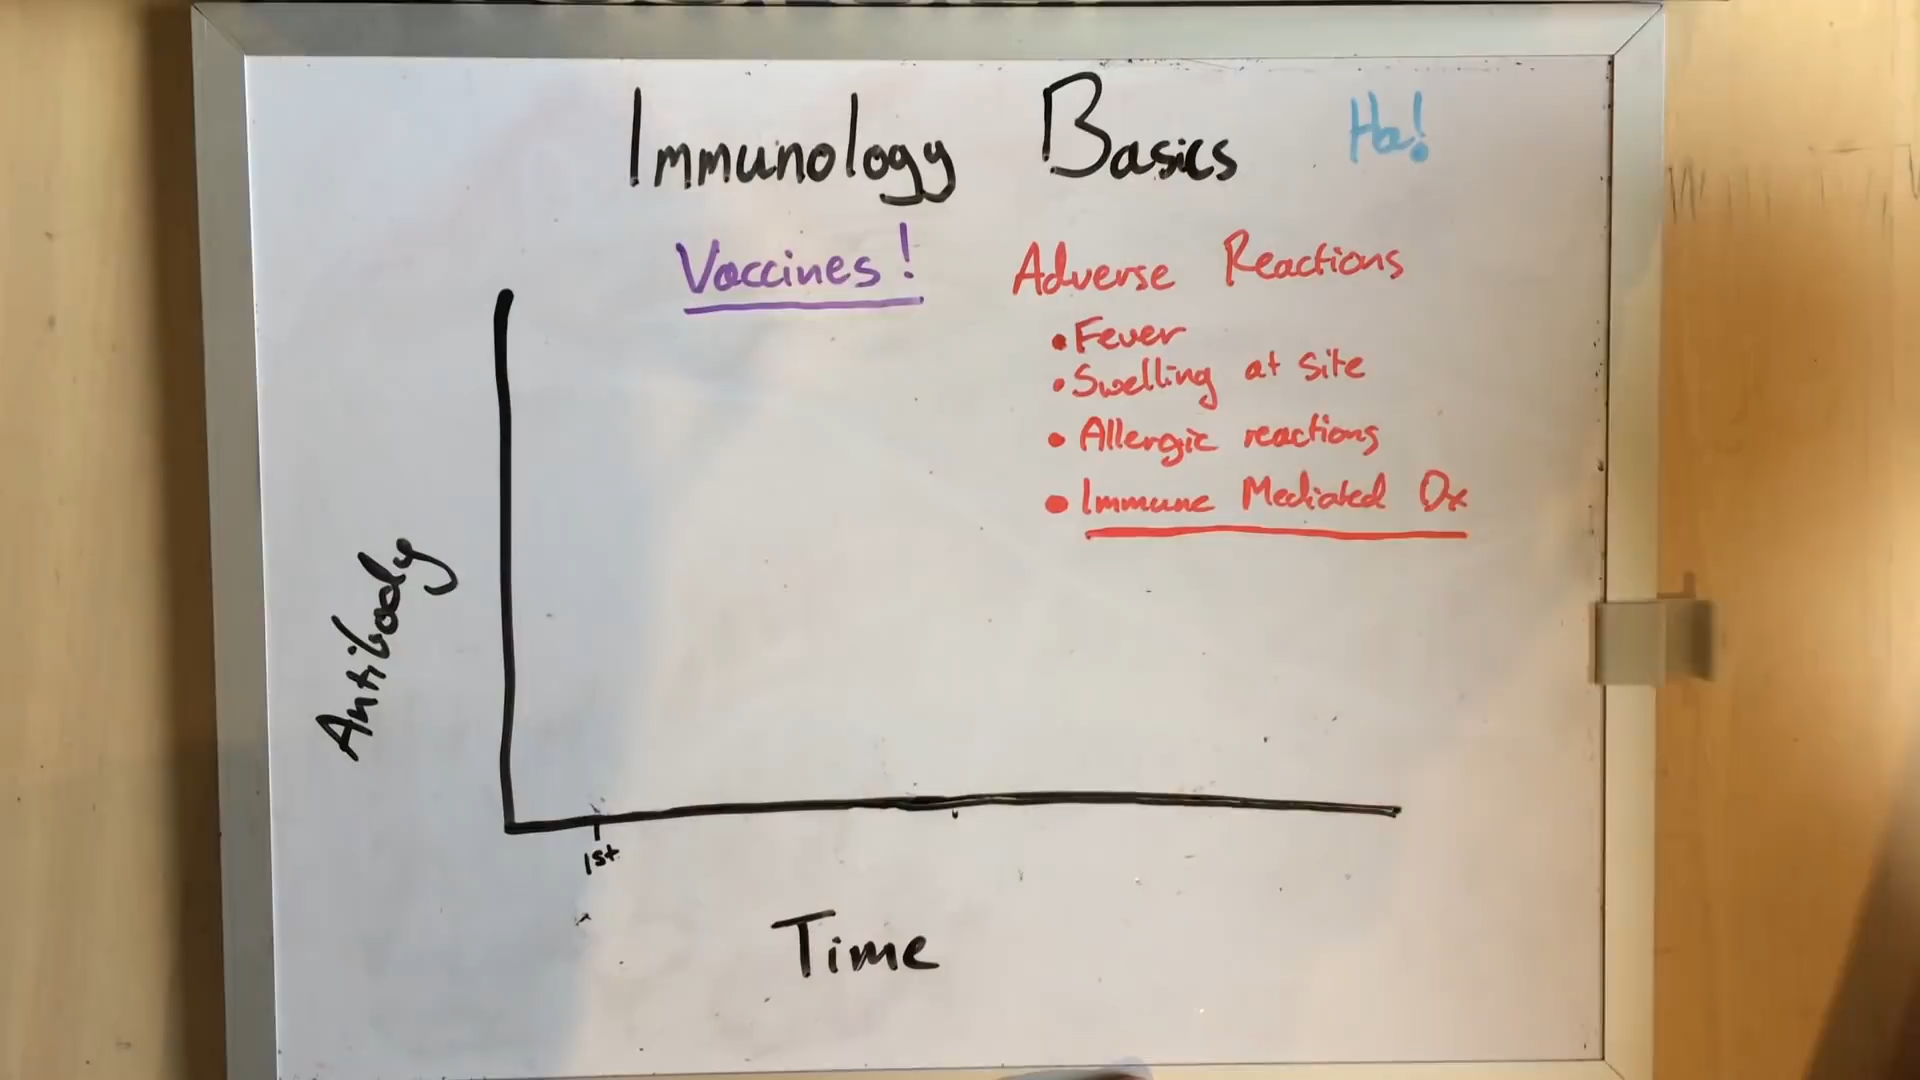 Immunology Basics Ha!
Vaccines!
Adverse Reactions
• Fever
• Swelling at site
• Allergic reactions
• Immune Mediated Dx
Antibody
1st
Time